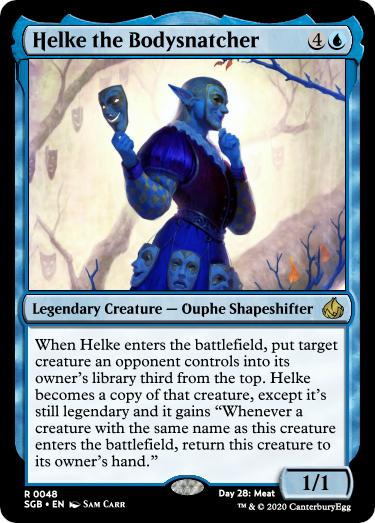 Helke the Bodysnatcher 4
Legendary Creature — Ouphe Shapeshifter
When Helke enters the battlefield, put target
creature an opponent controls into its
owner's library third from the top. Helke
becomes a copy of that creature, except it's
still legendary and it gains “Whenever a
creature with the same name as this creature
enters the battlefield, return this creature to
its owner's hand.”
1/1
R 0048 Day 28: Meat
SGB • EN Sam Carr ™ & © 2020 CanterburyEgg